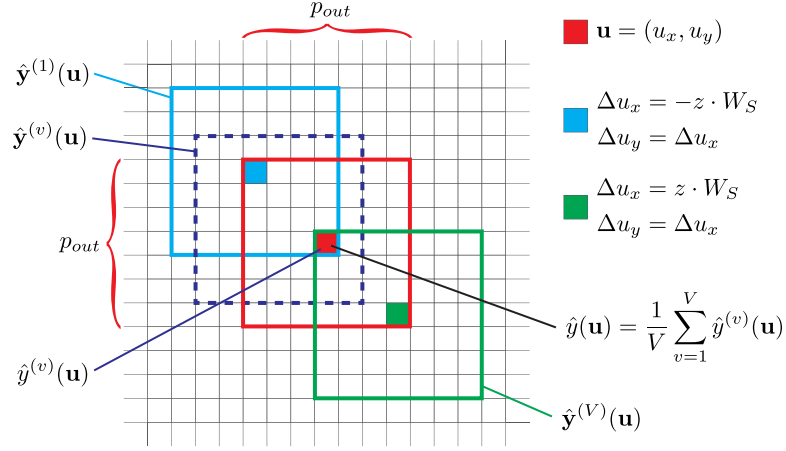 p_out
ŷ^(1)(u)
ŷ^(v)(u)
p_out
ŷ^(v)(u)
u = (u_x, u_y)
Δu_x = −z · W_S
Δu_y = Δu_x
Δu_x = z · W_S
Δu_y = Δu_x
ŷ(u) = 1/V ∑_{v=1}^{V} ŷ^(v)(u)
ŷ^(V)(u)